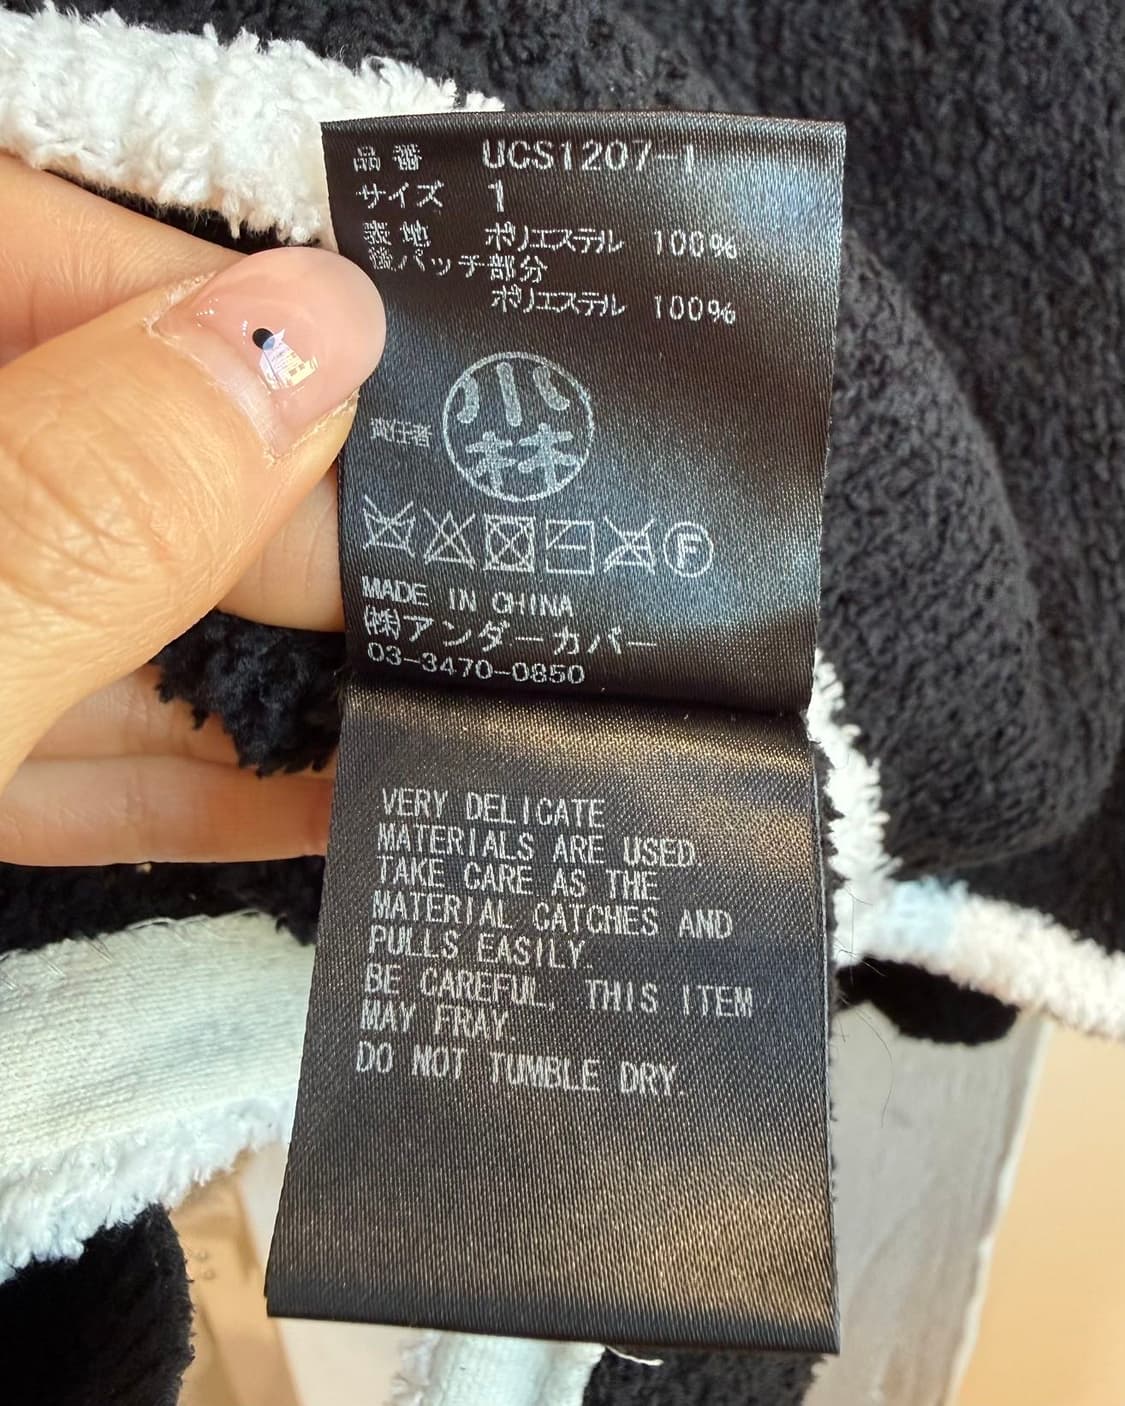 品番 UCS1207-1
サイズ 1
表地 ポリエステル 100%
後パッチ部分
ポリエステル 100%
責任者 小林
F
MADE IN CHINA
㈱アンダーカバー
03-3470-0850
VERY DELICATE
MATERIALS ARE USED.
TAKE CARE AS THE
MATERIAL CATCHES AND
PULLS EASILY.
BE CAREFUL, THIS ITEM
MAY FRAY.
DO NOT TUMBLE DRY.